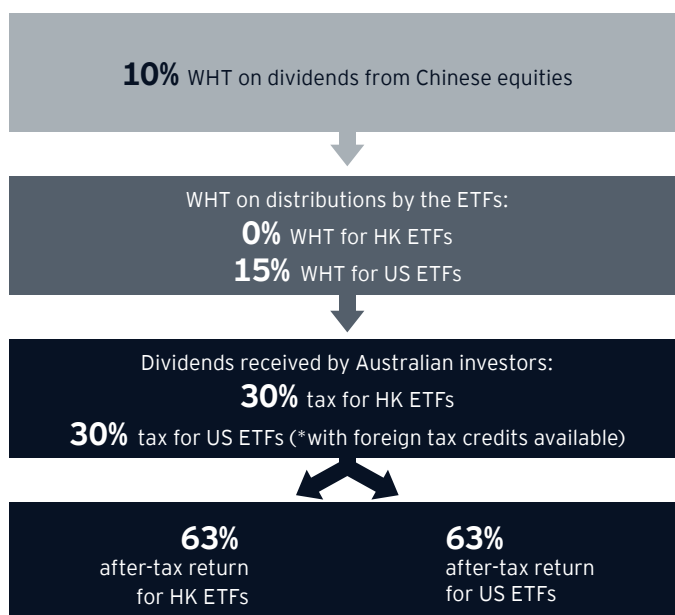 10% WHT on dividends from Chinese equities
WHT on distributions by the ETFs:
0% WHT for HK ETFs
15% WHT for US ETFs
Dividends received by Australian investors:
30% tax for HK ETFs
30% tax for US ETFs (*with foreign tax credits available)
63%
after-tax return
for HK ETFs
63%
after-tax return
for US ETFs